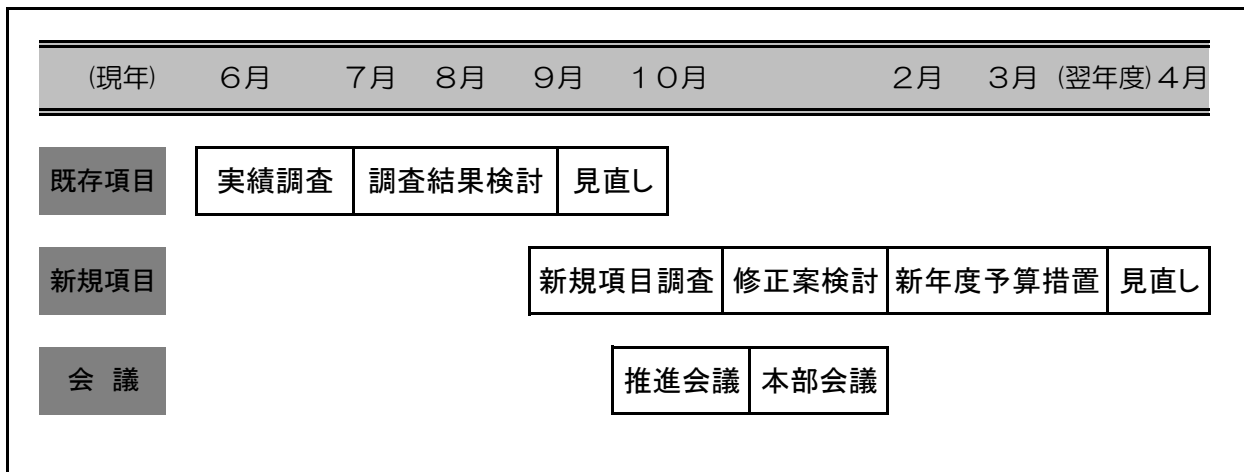 (現年) 6月 7月 8月 9月 10月 2月 3月 (翌年度)4月
既存項目 実績調査 調査結果検討 見直し
新規項目 新規項目調査 修正案検討 新年度予算措置 見直し
会 議 推進会議 本部会議